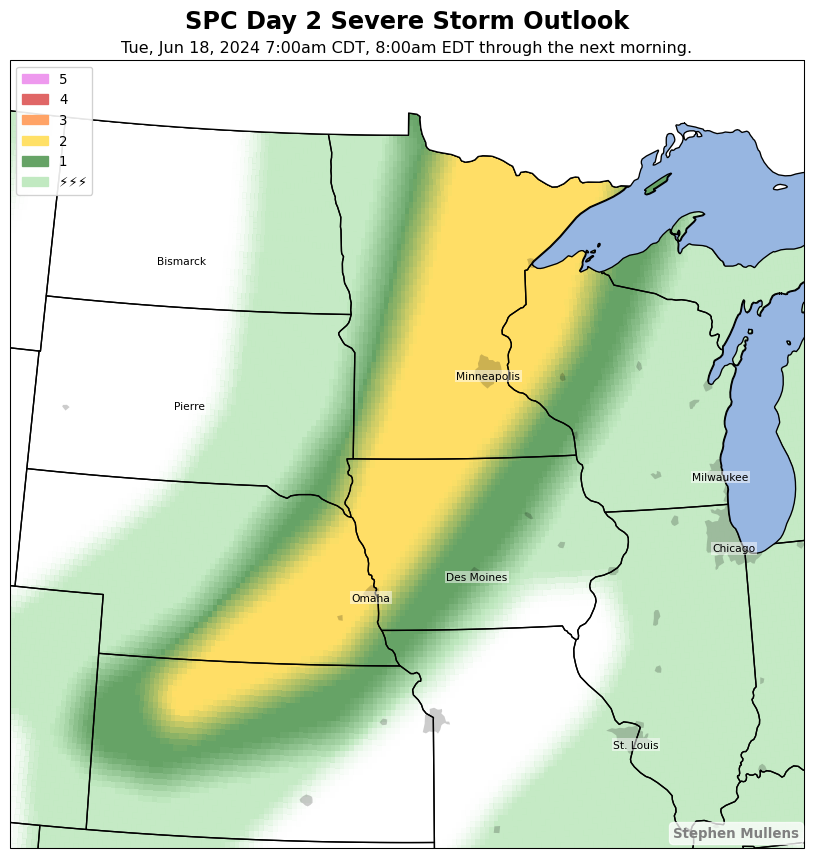 SPC Day 2 Severe Storm Outlook
Tue, Jun 18, 2024 7:00am CDT, 8:00am EDT through the next morning.
5
4
3
2
1
⚡⚡⚡
Bismarck
Minneapolis
Pierre
Milwaukee
Chicago
Des Moines
Omaha
St. Louis
Stephen Mullens